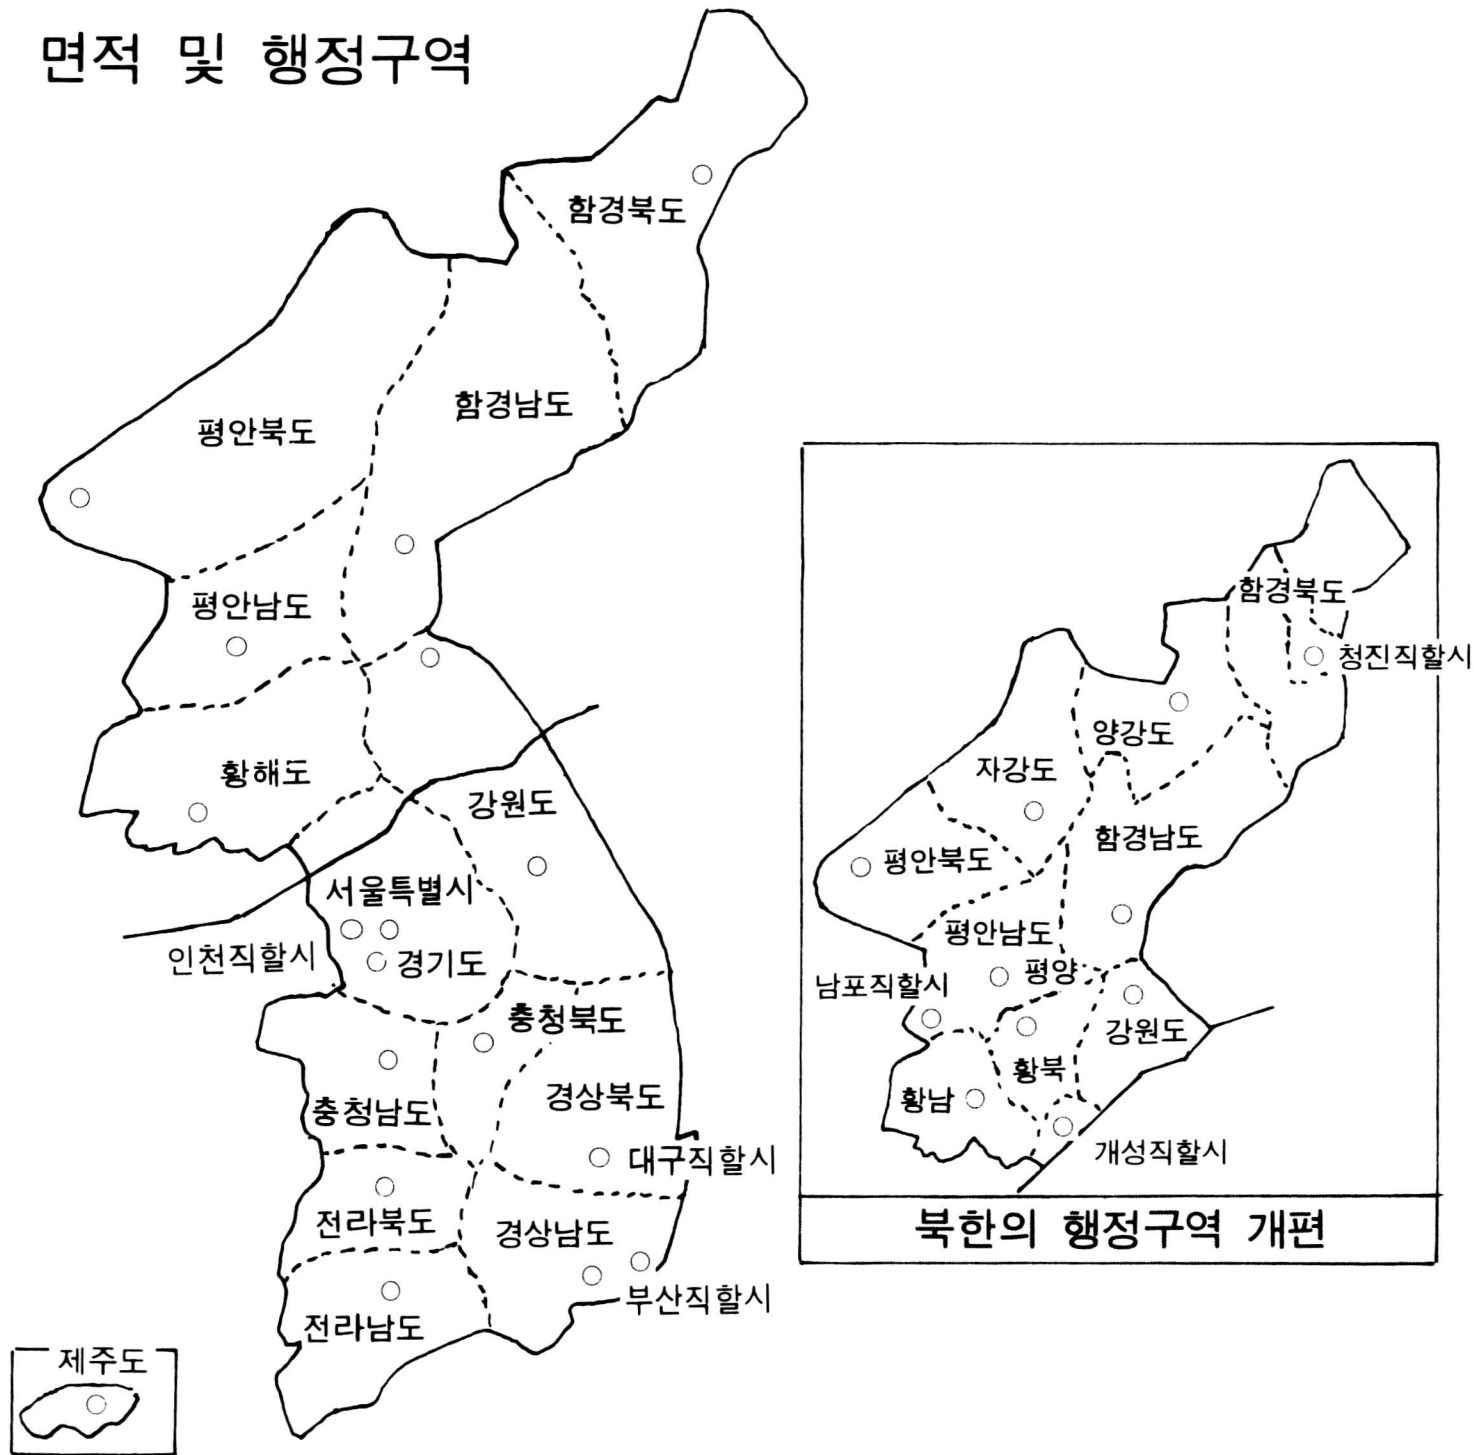 면적 및 행정구역
함경북도
함경남도
평안북도
평안남도
황해도
강원도
서울특별시
인천직할시
경기도
충청북도
충청남도
경상북도
대구직할시
전라북도
경상남도
부산직할시
전라남도
제주도
함경북도
청진직할시
양강도
자강도
함경남도
평안북도
평안남도
평양
남포직할시
강원도
황북
황남
개성직할시
북한의 행정구역 개편